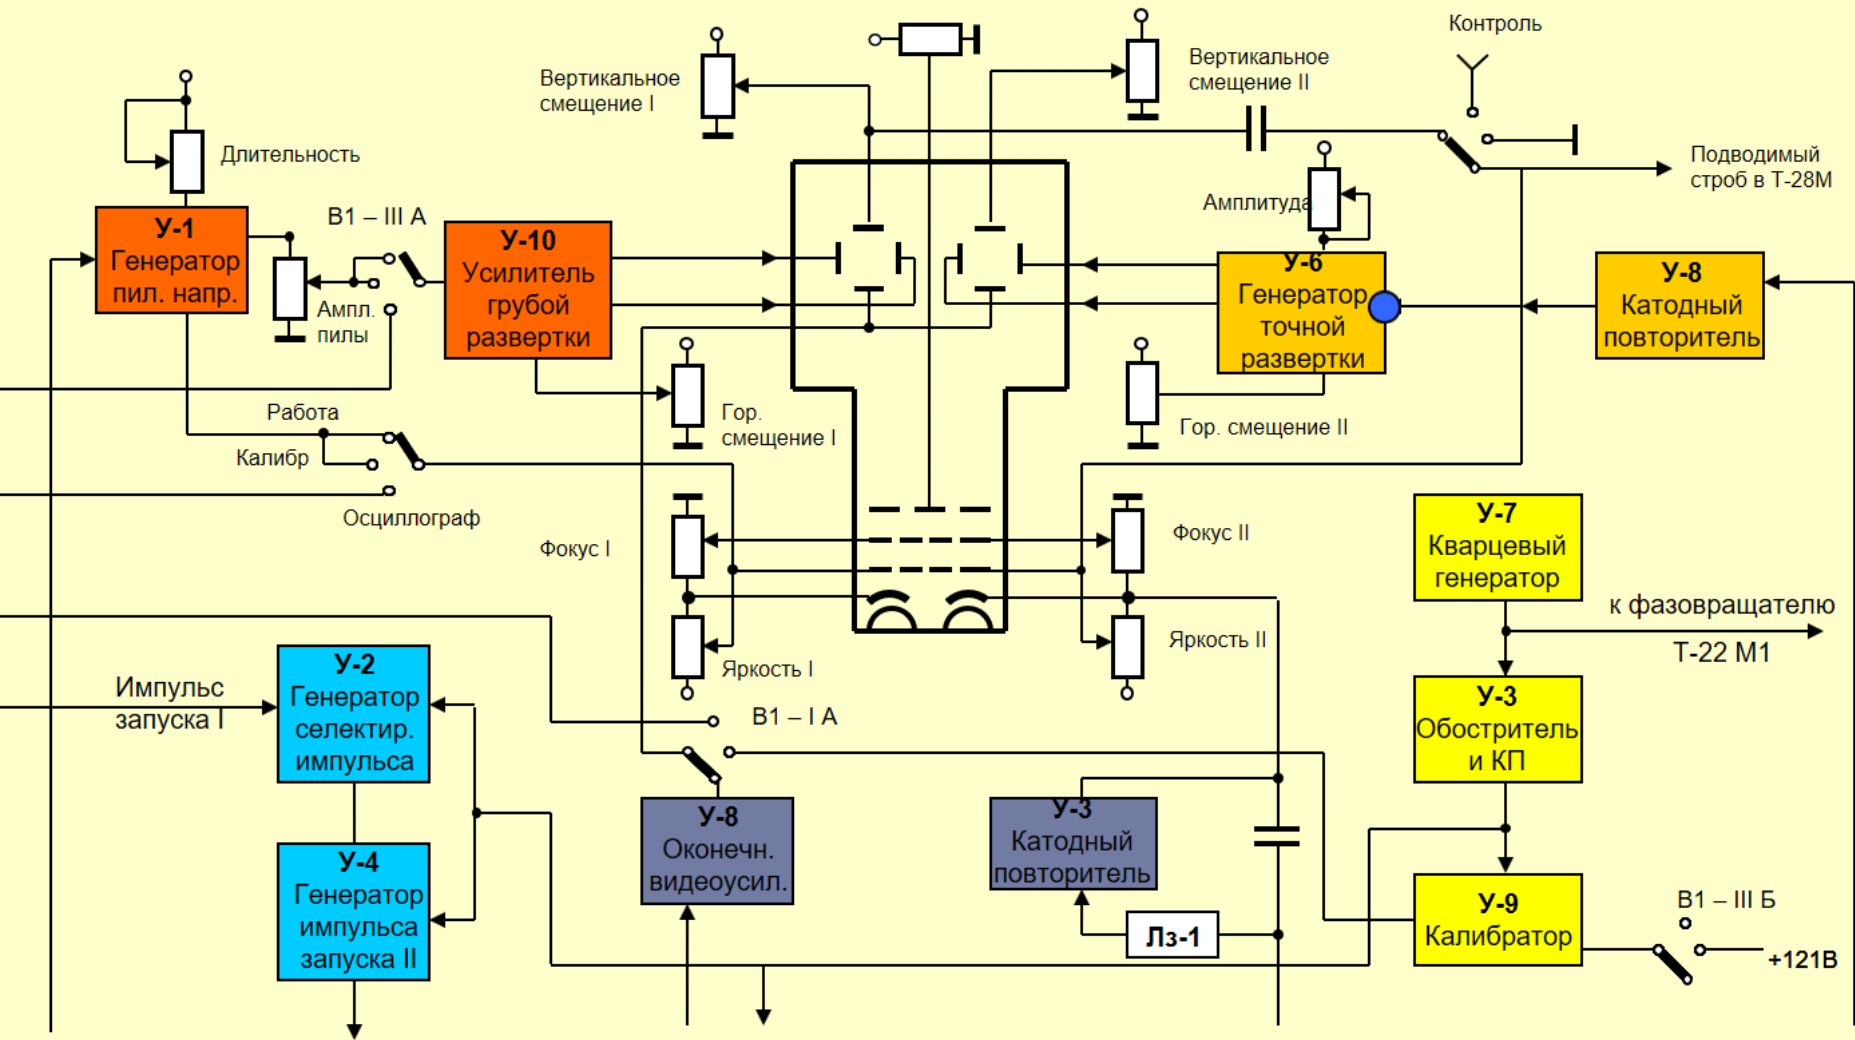 Контроль
Вертикальное
смещение I
Вертикальное
смещение II
Длительность
Подводимый
строб в Т-28М
Амплитуда
В1 – III А
У-1
Генератор
пил. напр.
У-10
Усилитель
грубой
развертки
У-6
Генератор
точной
развертки
У-8
Катодный
повторитель
Ампл.
пилы
Работа
Калибр
Осциллограф
Гор.
смещение I
Гор. смещение II
Фокус I
Фокус II
У-7
Кварцевый
генератор
к фазовращателю
Т-22 М1
Яркость I
Яркость II
Импульс
запуска I
У-2
Генератор
селектир.
импульса
В1 – I А
У-3
Обостритель
и КП
У-8
Оконечн.
видеоусил.
У-3
Катодный
повторитель
У-4
Генератор
импульса
запуска II
Лз-1
У-9
Калибратор
В1 – III Б
+121В